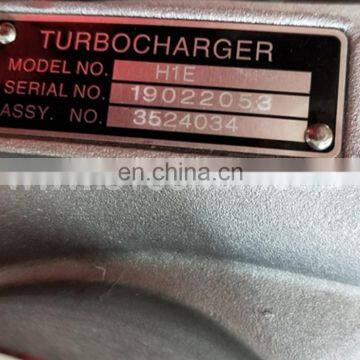 TURBOCHARGER
MODEL NO. H1E
SERIAL NO. 19022053
ASSY. NO. 3524034
en.china.cn